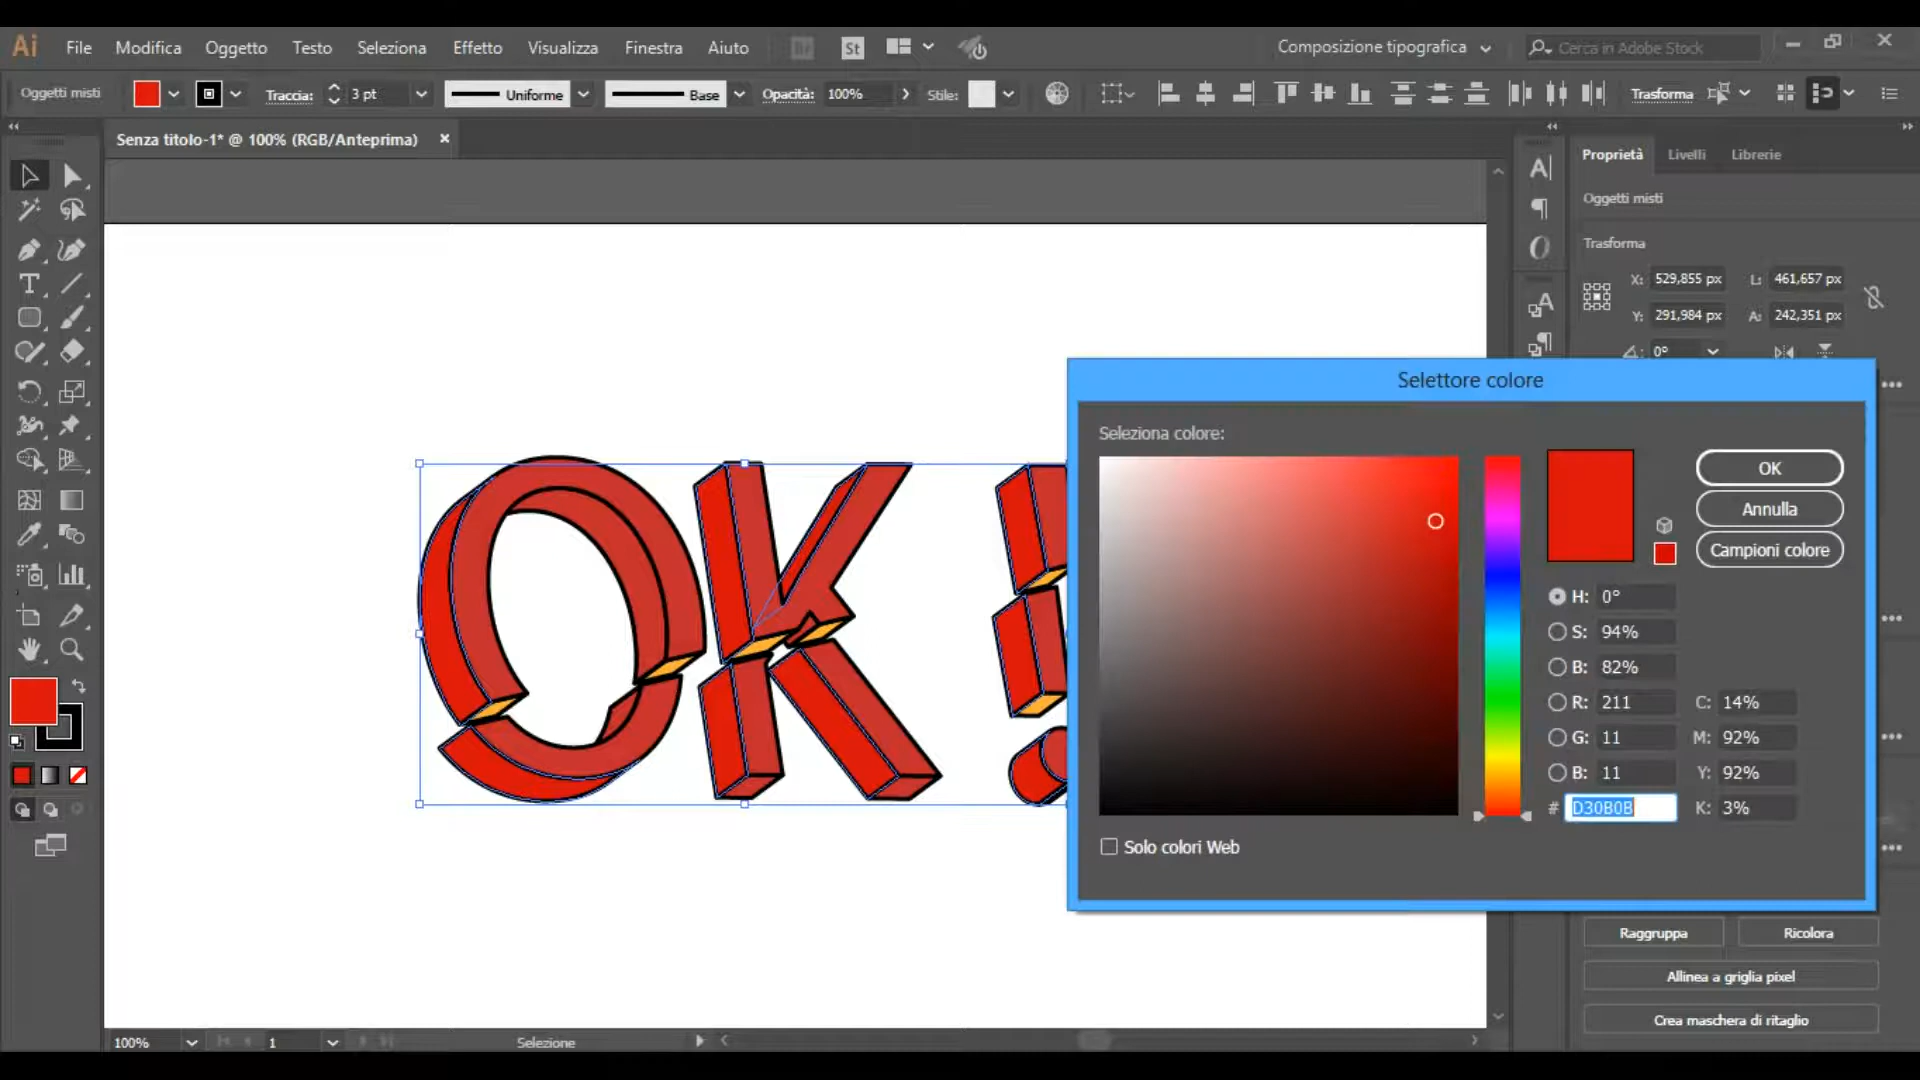 Ai File Modifica Oggetto Testo Seleziona Effetto Visualizza Finestra Aiuto Br St Composizione tipografica Cerca in Adobe Stock
Oggetti misti Traccia: 3 pt Uniforme Base Opacità: 100% Stile: Trasforma
Senza titolo-1* @ 100% (RGB/Anteprima)
Proprietà Livelli Librerie
Oggetti misti
Trasforma
X: 529,855 px L: 461,657 px
Y: 291,984 px A: 242,351 px
0°
OK
Selettore colore
Seleziona colore:
OK
Annulla
Campioni colore
H: 0°
S: 94%
B: 82%
R: 211 C: 14%
G: 11 M: 92%
B: 11 Y: 92%
# D30B0B K: 3%
Solo colori Web
Raggruppa Ricolora
Allinea a griglia pixel
Crea maschera di ritaglio
100% 1 Selezione